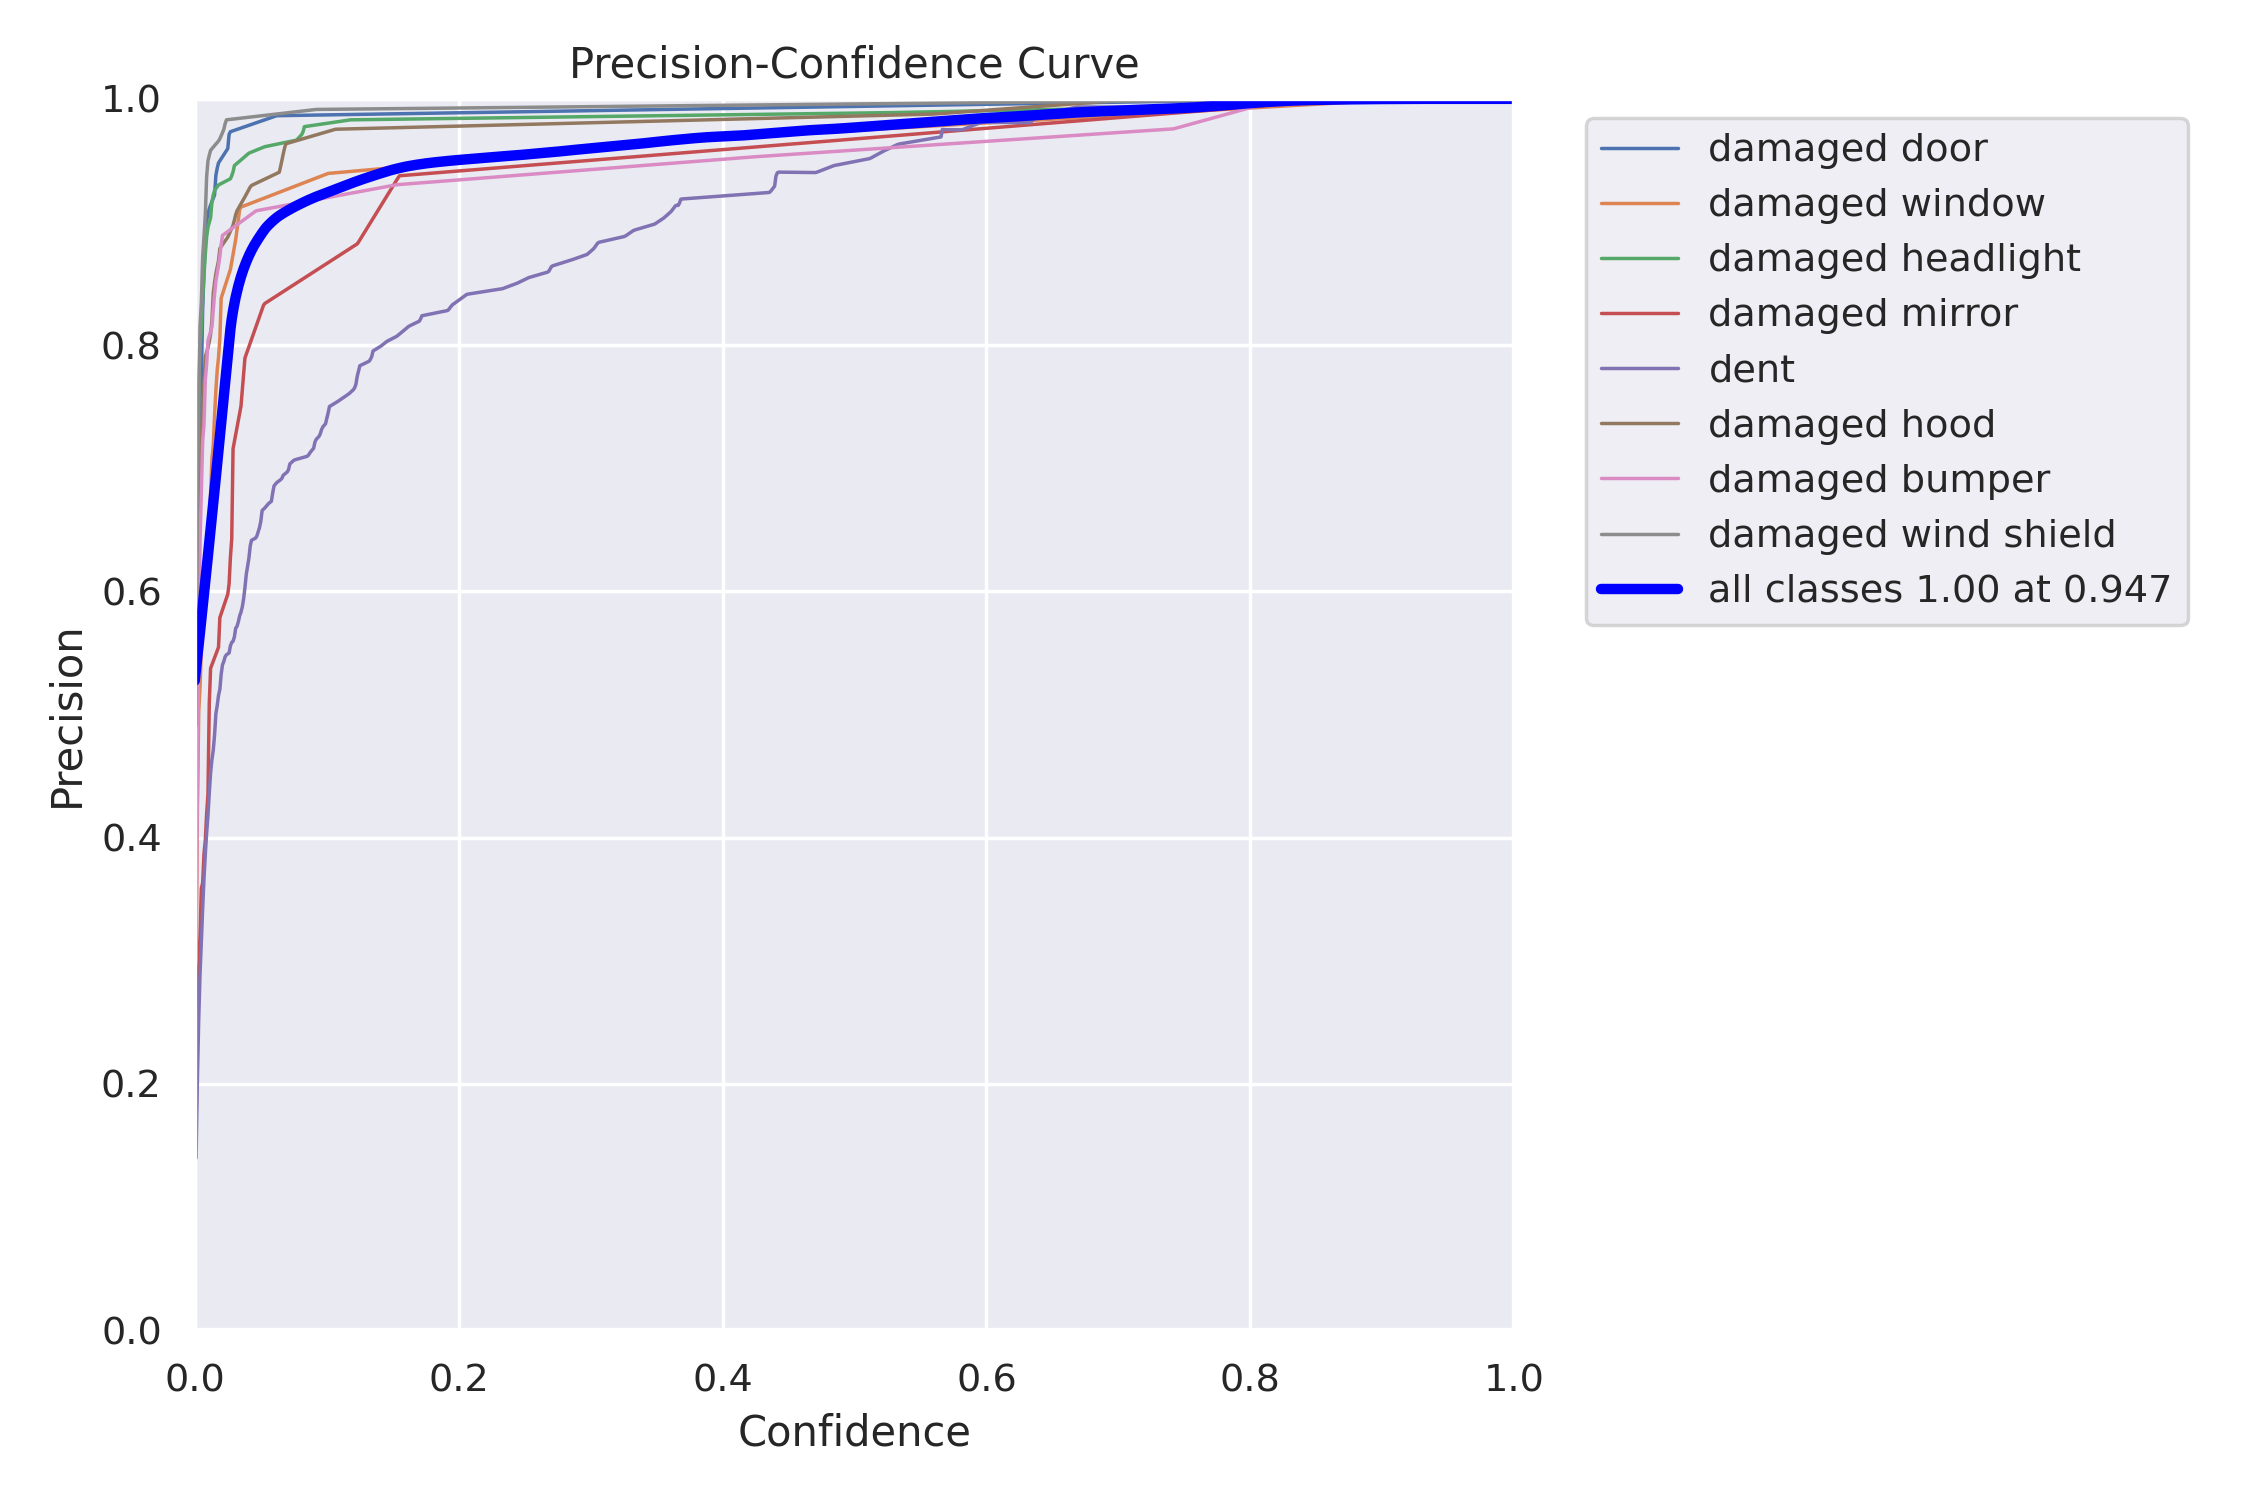 Precision-Confidence Curve
1.0
0.8
0.6
0.4
0.2
0.0
Precision
0.0 0.2 0.4 0.6 0.8 1.0
Confidence
damaged door
damaged window
damaged headlight
damaged mirror
dent
damaged hood
damaged bumper
damaged wind shield
all classes 1.00 at 0.947